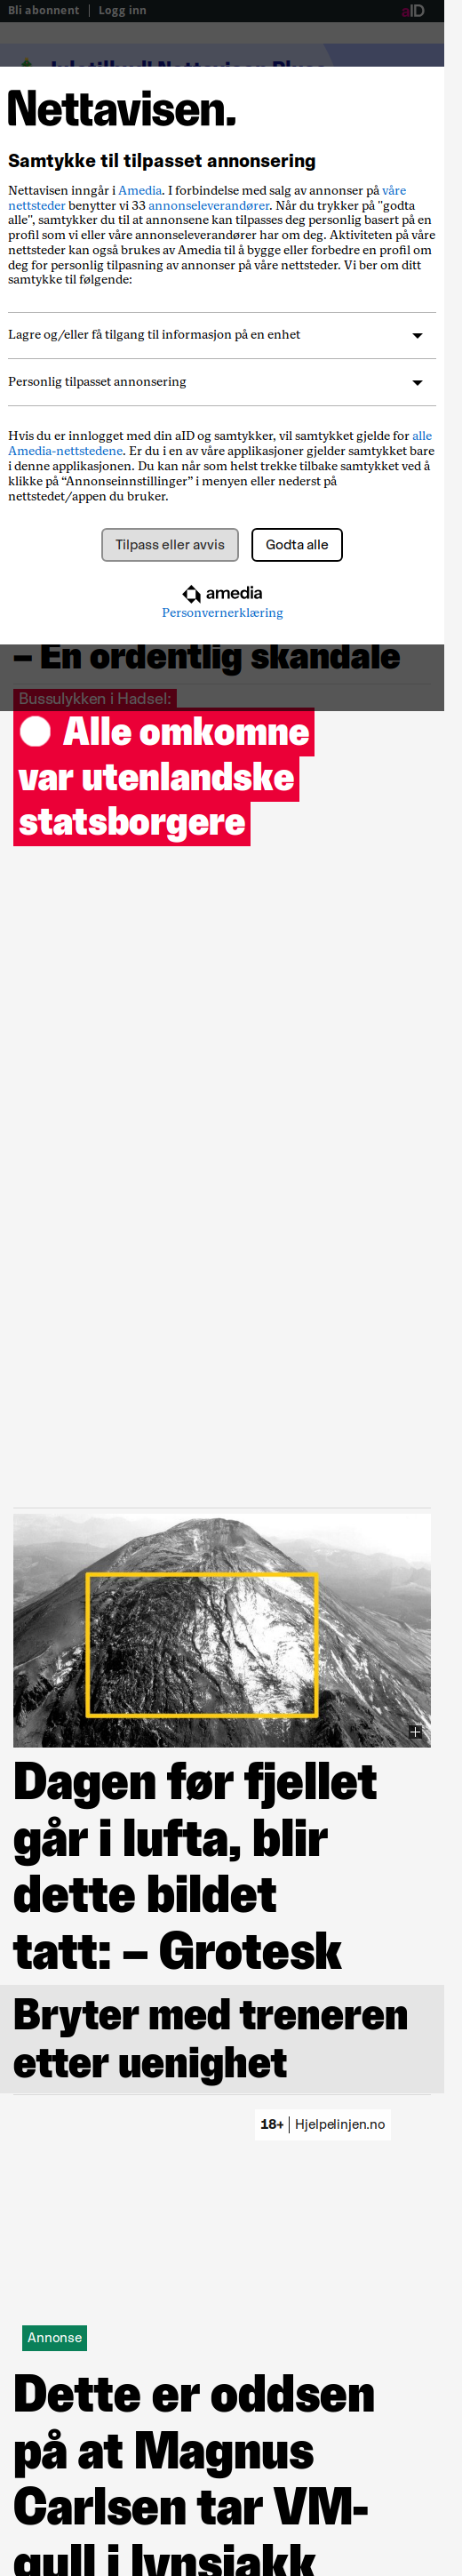 Bli abonnent
Logg inn
aID
Nettavisen.
Samtykke til tilpasset annonsering
Nettavisen inngår i Amedia. I forbindelse med salg av annonser på våre
nettsteder benytter vi 33 annonseleverandører. Når du trykker på "godta
alle", samtykker du til at annonsene kan tilpasses deg personlig basert på en
profil som vi eller våre annonseleverandører har om deg. Aktiviteten på våre
nettsteder kan også brukes av Amedia til å bygge eller forbedre en profil om
deg for personlig tilpasning av annonser på våre nettsteder. Vi ber om ditt
samtykke til følgende:
Lagre og/eller få tilgang til informasjon på en enhet
Personlig tilpasset annonsering
Hvis du er innlogget med din aID og samtykker, vil samtykket gjelde for alle
Amedia-nettstedene. Er du i en av våre applikasjoner gjelder samtykket bare
i denne applikasjonen. Du kan når som helst trekke tilbake samtykket ved å
klikke på “Annonseinnstillinger” i menyen eller nederst på
nettstedet/appen du bruker.
Tilpass eller avvis
Godta alle
amedia
Personvernerklæring
– En ordentlig skandale
Bussulykken i Hadsel:
Alle omkomne
var utenlandske
statsborgere
Dagen før fjellet
går i lufta, blir
dette bildet
tatt: – Grotesk
Bryter med treneren
etter uenighet
18+ | Hjelpelinjen.no
Annonse
Dette er oddsen
på at Magnus
Carlsen tar VM-
gull i lynsjakk